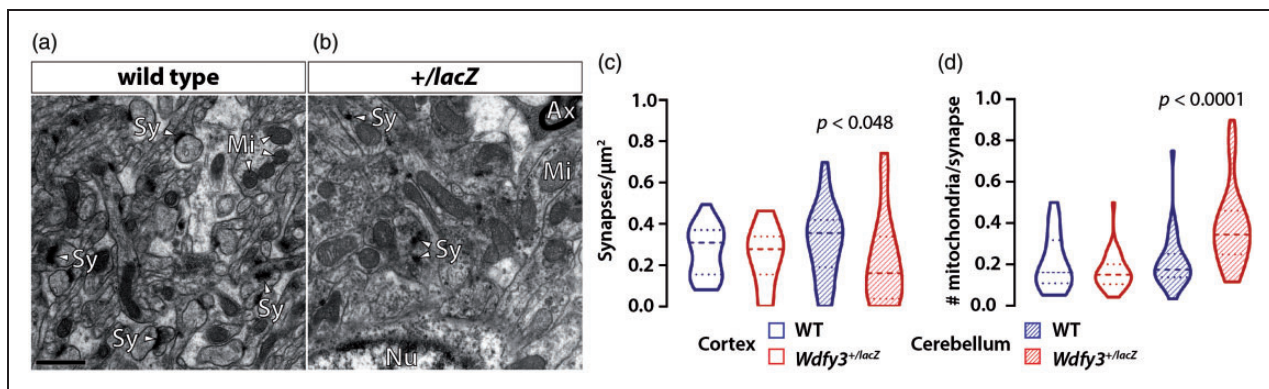 (a)
(b)
(c)
(d)
wild type
+/lacZ
Sy
Mi
Sy
Sy
Sy
Sy
Ax
Mi
Sy
Nu
1.0
0.8
0.6
0.4
0.2
0.0
Synapses/µm²
p < 0.048
1.0
0.8
0.6
0.4
0.2
0.0
# mitochondria/synapse
p < 0.0001
Cortex
WT
Wdfy3+/lacZ
Cerebellum
WT
Wdfy3+/lacZ